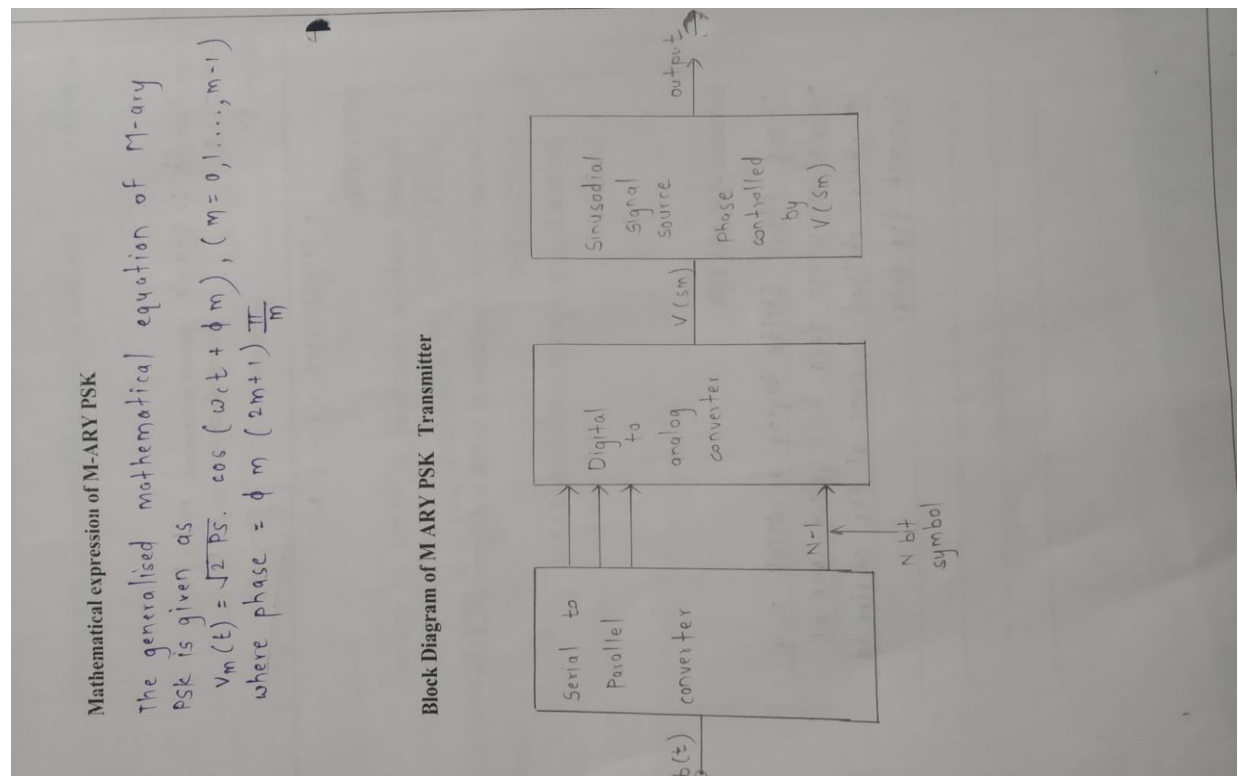 Mathematical expression of M-ARY PSK
The generalised mathematical equation of M-ary
PSK is given as
Vm(t) = √2 Ps. cos (ωct + ϕm), (m = 0,1...., m-1)
where phase = ϕm (2m+1) π/m
Block Diagram of M ARY PSK Transmitter
b(t)
Serial to
Parallel
converter
N-1
N bit
symbol
Digital
to
analog
converter
V(sm)
Sinusodial
signal
source
Phase
controlled
by
V(sm)
output